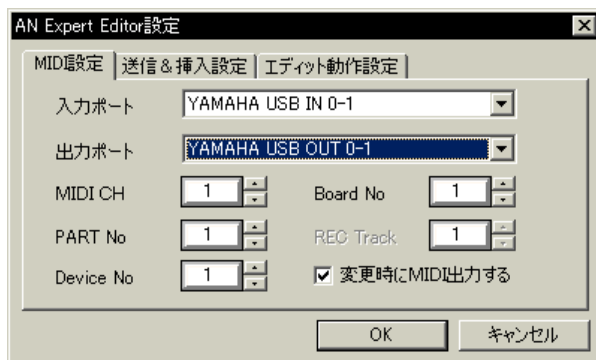 AN Expert Editor設定
MIDI設定 送信＆挿入設定 エディット動作設定
入力ポート YAMAHA USB IN 0-1
出力ポート YAMAHA USB OUT 0-1
MIDI CH 1 Board No 1
PART No 1 REC Track 1
Device No 1 変更時にMIDI出力する
OK キャンセル